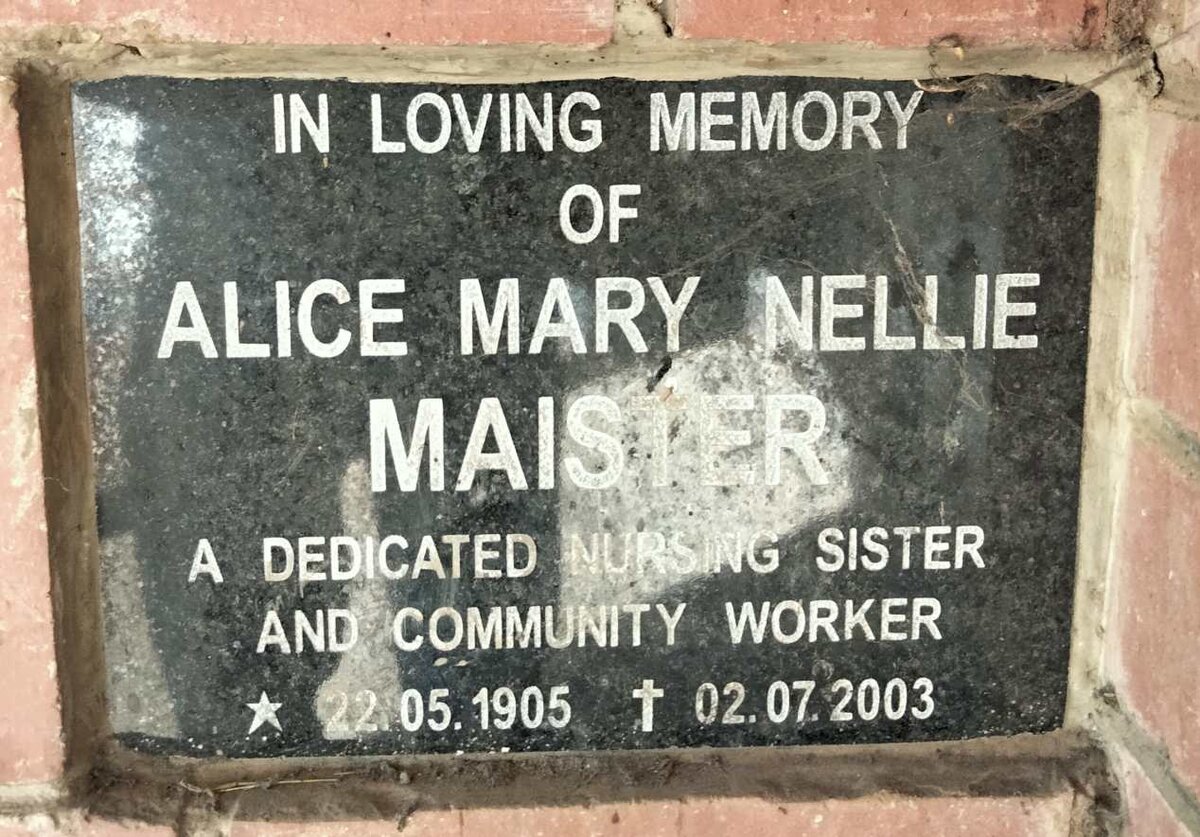 IN LOVING MEMORY
OF
ALICE MARY NELLIE
MAISTER
A DEDICATED NURSING SISTER
AND COMMUNITY WORKER
★ 22.05.1905 ✝ 02.07.2003